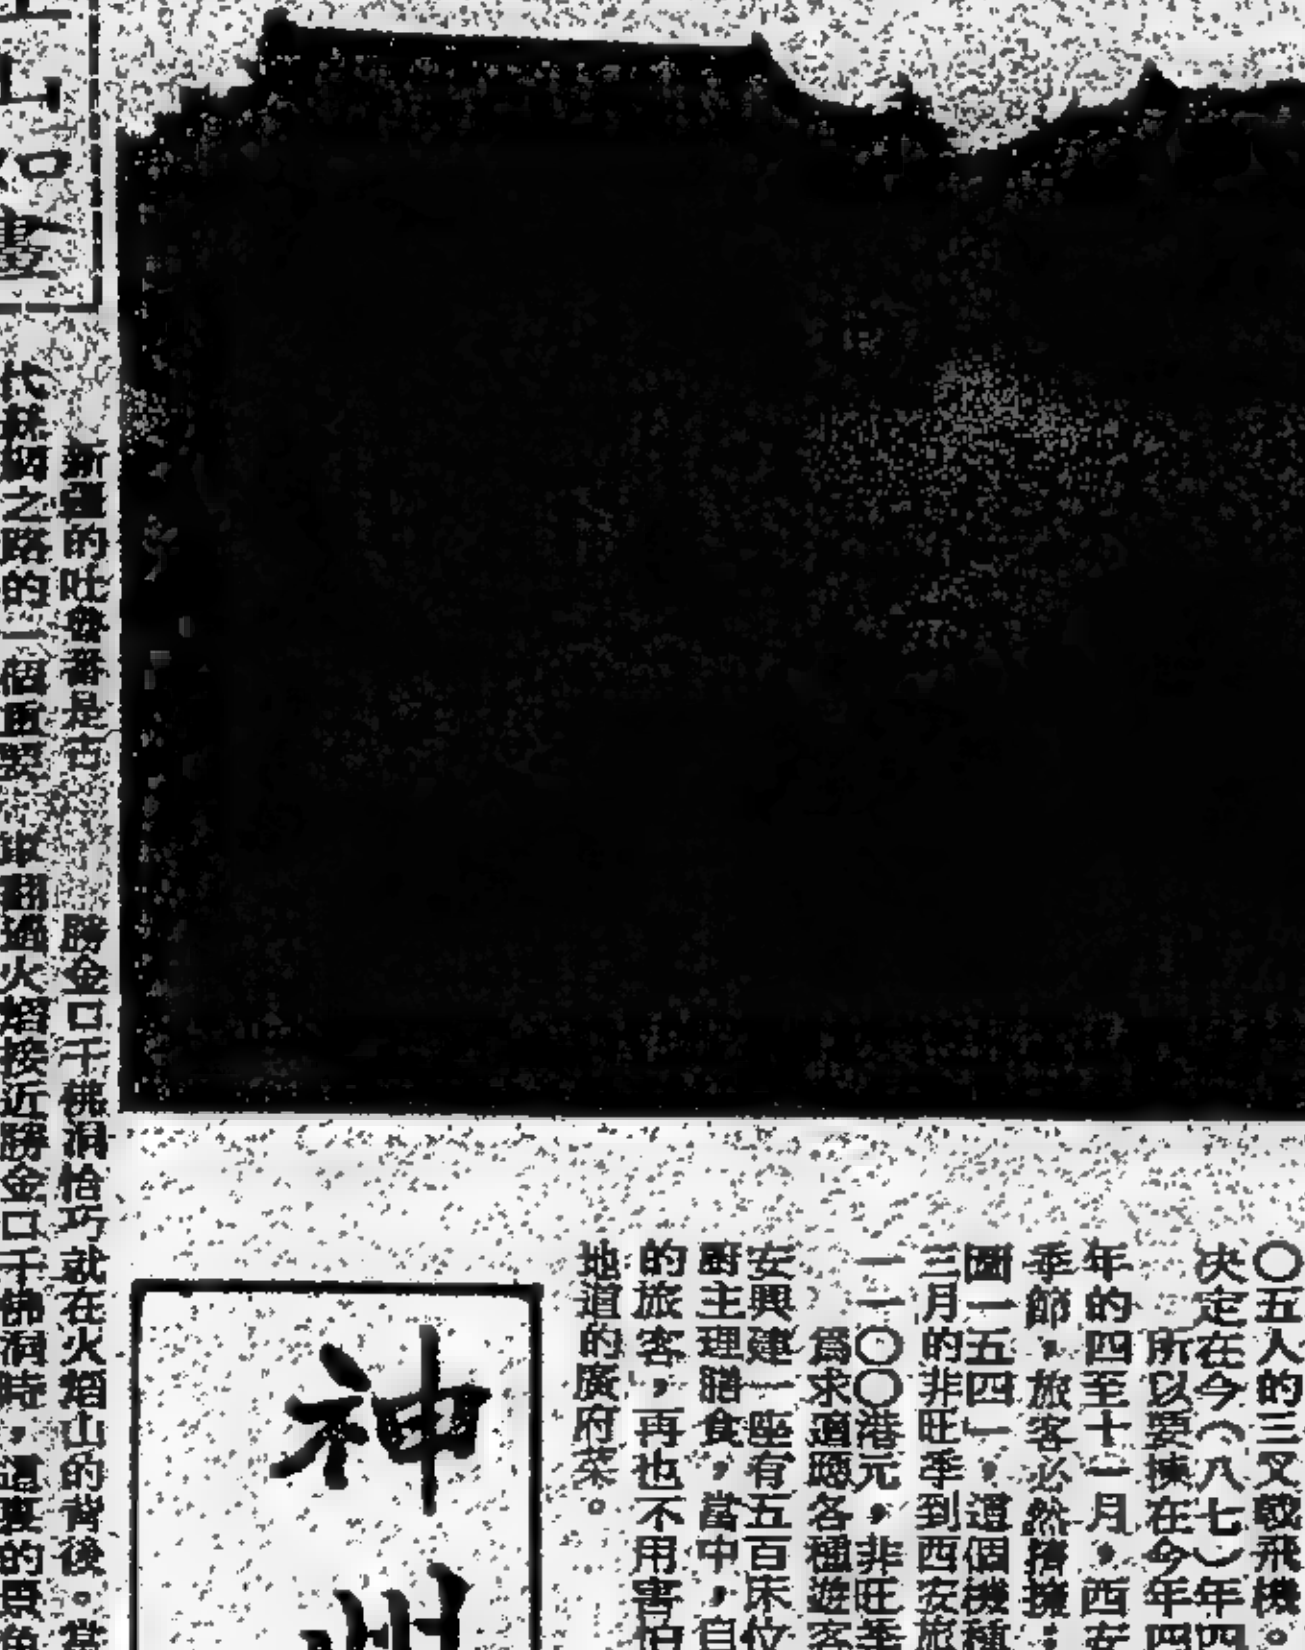 〇五人的三叉戟飛機。
决定在今（八七）年四
所以要揀在今年四
年的四至十一月，西安
季節，旅客必然擠擁，
圖一五四」，這個機種
三月的非旺季到西安旅
一一〇〇港元，非旺季
爲求適應各種遊客
安興建一座有五百床位
廚主理膳食，當中，自
的旅客，再也不用害怕
地道的廣府菜。
神州
新疆的吐魯番是古
勝金口千佛洞恰巧就在火焰山的背後。當
代絲綢之路的一個重要
翻過火焰接近勝金口千佛洞時，